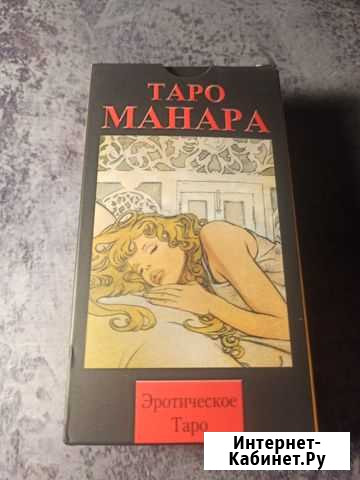 ТАРО
МАНАРА
Эротическое
Таро
Интернет-
Кабинет.Ру